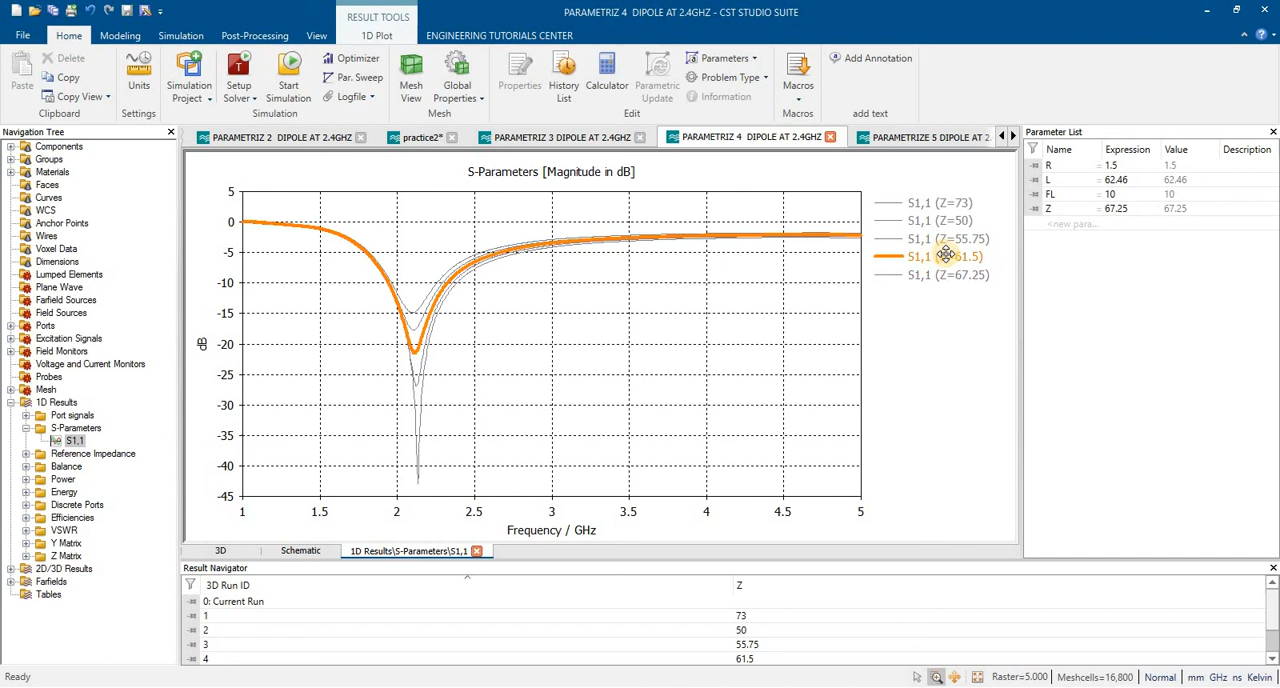 RESULT TOOLS
PARAMETRIZ 4 DIPOLE AT 2.4GHZ - CST STUDIO SUITE
File Home Modeling Simulation Post-Processing View 1D Plot ENGINEERING TUTORIALS CENTER
Paste
Delete
Copy
Copy View
Clipboard
Units
Settings
Simulation Project
Setup Solver
Start Simulation
Optimizer
Par. Sweep
Logfile
Simulation
Mesh View
Global Properties
Mesh
Properties
History List
Calculator
Parametric Update
Parameters
Problem Type
Information
Edit
Macros
Macros
Add Annotation
add text
Navigation Tree
Components
Groups
Materials
Faces
Curves
WCS
Anchor Points
Wires
Voxel Data
Dimensions
Lumped Elements
Plane Wave
Farfield Sources
Field Sources
Ports
Excitation Signals
Field Monitors
Voltage and Current Monitors
Probes
Mesh
1D Results
Port signals
S-Parameters
S1,1
Reference Impedance
Balance
Power
Energy
Discrete Ports
Efficiencies
VSWR
Y Matrix
Z Matrix
2D/3D Results
Farfields
Tables
PARAMETRIZ 2 DIPOLE AT 2.4GHZ practice2* PARAMETRIZ 3 DIPOLE AT 2.4GHZ PARAMETRIZ 4 DIPOLE AT 2.4GHZ PARAMETRIZE 5 DIPOLE AT 2.
S-Parameters [Magnitude in dB]
5
0
-5
-10
-15
-20
-25
-30
-35
-40
-45
dB
1 1.5 2 2.5 3 3.5 4 4.5 5
Frequency / GHz
S1,1 (Z=73)
S1,1 (Z=50)
S1,1 (Z=55.75)
S1,1 61.5)
S1,1 (Z=67.25)
3D Schematic 1D Results\S-Parameters\S1,1
Parameter List
Name Expression Value Description
R = 1.5 1.5
L = 62.46 62.46
FL = 10 10
Z = 67.25 67.25
<new para...
Result Navigator
3D Run ID Z
0: Current Run
1 73
2 50
3 55.75
4 61.5
Ready Raster=5.000 Meshcells=16,800 Normal mm GHz ns Kelvin